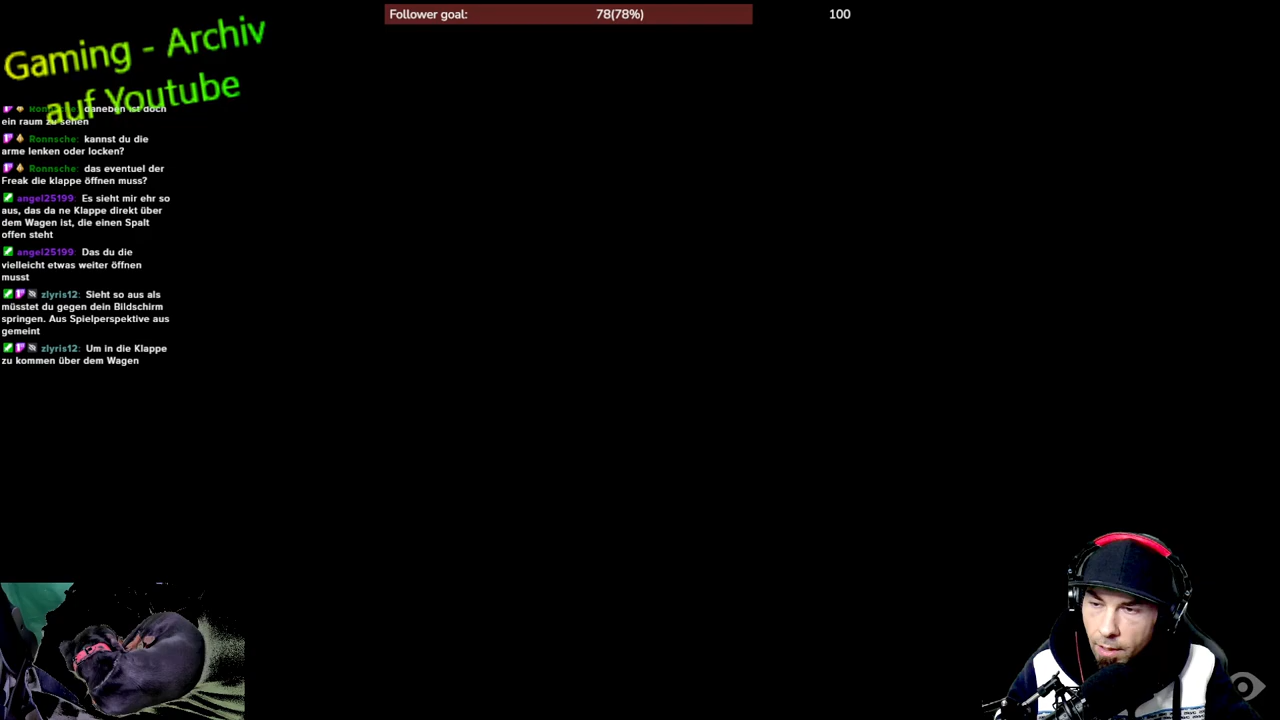 Follower goal: 78(78%) 100
Gaming - Archiv
auf Youtube
Ronnsche: daneben ist doch
ein raum zu sehen
Ronnsche: kannst du die
arme lenken oder locken?
Ronnsche: das eventuel der
Freak die klappe öffnen muss?
angel25199: Es sieht mir ehr so
aus, das da ne Klappe direkt über
dem Wagen ist, die einen Spalt
offen steht
angel25199: Das du die
vielleicht etwas weiter öffnen
musst
zlyris12: Sieht so aus als
müsstet du gegen dein Bildschirm
springen. Aus Spielperspektive aus
gemeint
zlyris12: Um in die Klappe
zu kommen über dem Wagen